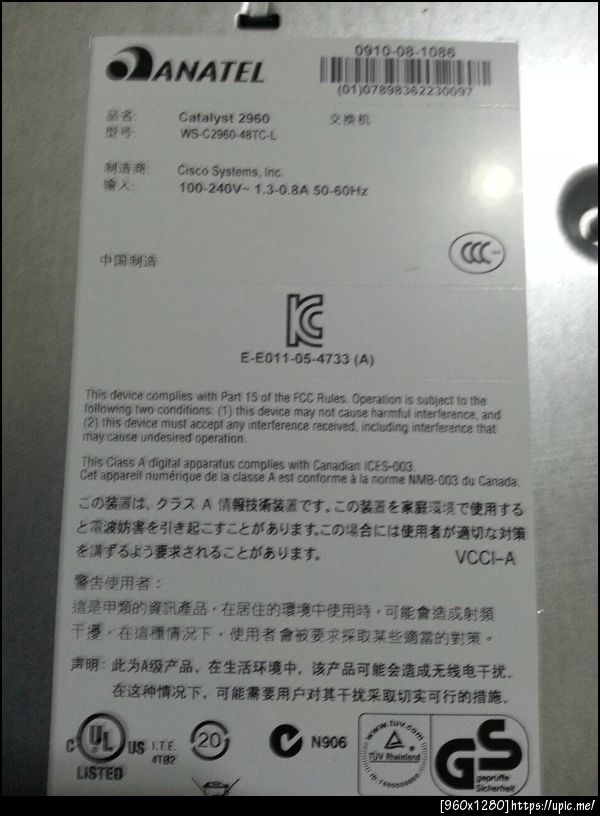 ANATEL
0910-08-1086
(01)07898362230097
品名: Catalyst 2960 交换机
型号: WS-C2960-48TC-L
制造商: Cisco Systems, Inc.
输入: 100-240V~ 1.3-0.8A 50-60Hz
中国制造
CCC
E-E011-05-4733 (A)
This device complies with Part 15 of the FCC Rules. Operation is subject to the
following two conditions: (1) this device may not cause harmful interference, and
(2) this device must accept any interference received, including interference that
may cause undesired operation.
This Class A digital apparatus complies with Canadian ICES-003.
Cet appareil numérique de la classe A est conforme à la norme NMB-003 du Canada.
この装置は、クラス A 情報技術装置です。この装置を家庭環境で使用する
と電波妨害を引き起こすことがあります。この場合には使用者が適切な対策
を講ずるよう要求されることがあります。 VCCI-A
警告使用者：
這是甲類的資訊產品，在居住的環境中使用時，可能會造成射頻
干擾，在這種情況下，使用者會被要求採取某些適當的對策。
声明：此为A级产品、在生活环境中，该产品可能会造成无线电干扰。
在这种情况下、可能需要用户对其干扰采取切实可行的措施。
C UL US LISTED
I.T.E.
4T82
20
N906
www.tuv.com
TÜV Rheinland
GS
geprüfte
Sicherheit
[960x1280]https://upic.me/